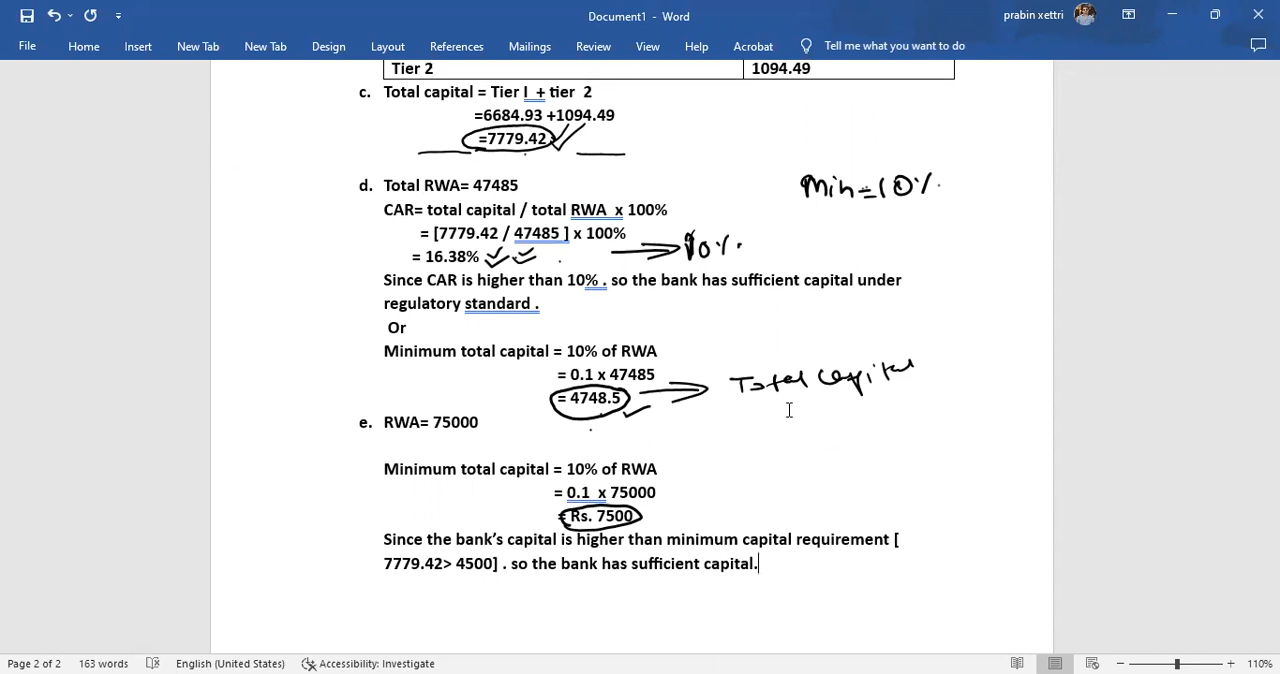 Document1 - Word
prabin xettri
File Home Insert New Tab New Tab Design Layout References Mailings Review View Help Acrobat Tell me what you want to do
Tier 2 1094.49
c. Total capital = Tier I + tier 2
=6684.93 +1094.49
=7779.42
d. Total RWA= 47485
Min = 10%
CAR= total capital / total RWA x 100%
= [7779.42 / 47485 ] x 100%
= 16.38% 10%
Since CAR is higher than 10% . so the bank has sufficient capital under
regulatory standard .
Or
Minimum total capital = 10% of RWA
= 0.1 x 47485
Total capital
= 4748.5
e. RWA= 75000
Minimum total capital = 10% of RWA
= 0.1 x 75000
= Rs. 7500
Since the bank’s capital is higher than minimum capital requirement [
7779.42> 4500] . so the bank has sufficient capital.
Page 2 of 2 163 words English (United States) Accessibility: Investigate 110%